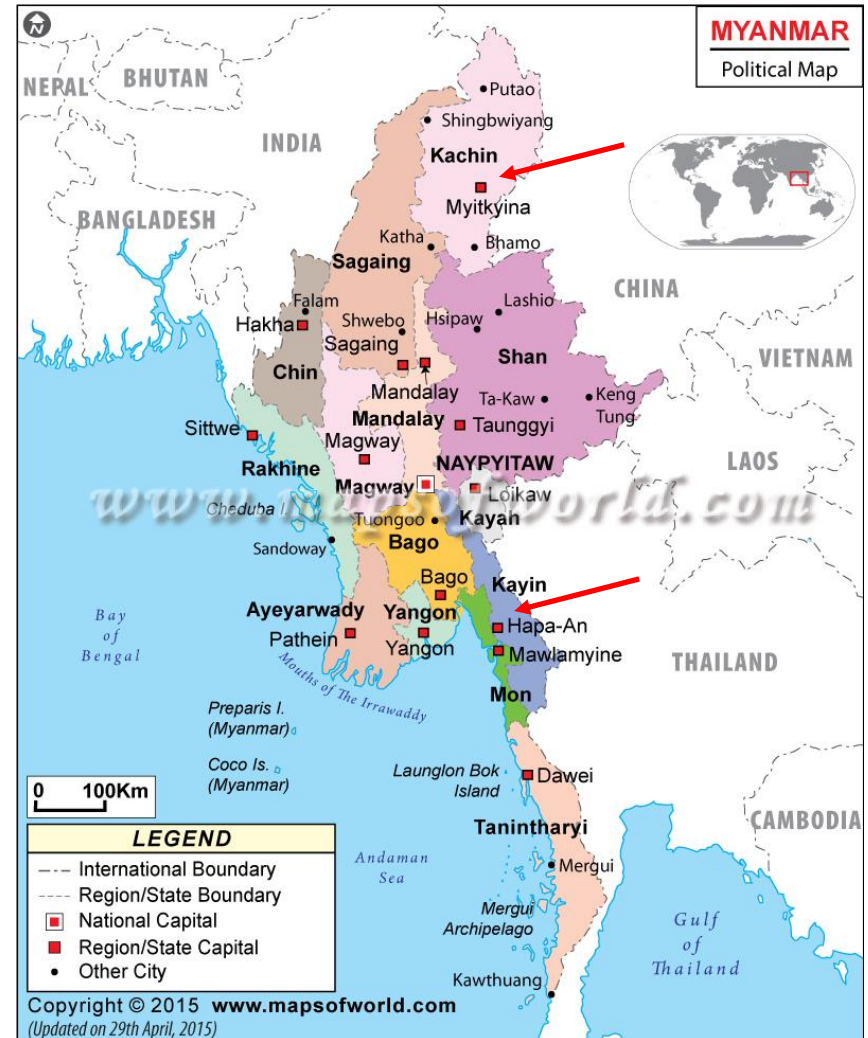 N
MYANMAR
Political Map
NEPAL
BHUTAN
INDIA
BANGLADESH
CHINA
VIETNAM
LAOS
THAILAND
CAMBODIA
Putao
Shingbwiyang
Kachin
Myitkyina
Katha
Bhamo
Sagaing
Falam
Hakha
Shwebo
Sagaing
Hsipaw
Lashio
Shan
Chin
Mandalay
Mandalay
Ta-Kaw
Keng
Tung
Sittwe
Magway
Taunggyi
Rakhine
NAYPYITAW
Magway
Loikaw
www.mapsofworld.com
Cheduba I.
Tuongoo
Kayan
Sandoway
Bago
Kayin
Bago
Ayeyarwady
Yangon
Hapa-An
Pathein
Yangon
Mawlamyine
Mon
Bay
of
Bengal
Mouths of The Irrawaddy
Preparis I.
(Myanmar)
Coco Is.
(Myanmar)
Launglon Bok
Island
Dawei
Tanintharyi
Andaman
Sea
Mergui
Mergui
Archipelago
Gulf
of
Thailand
Kawthuang
0 100Km
LEGEND
International Boundary
Region/State Boundary
National Capital
Region/State Capital
Other City
Copyright © 2015 www.mapsofworld.com
(Updated on 29th April, 2015)